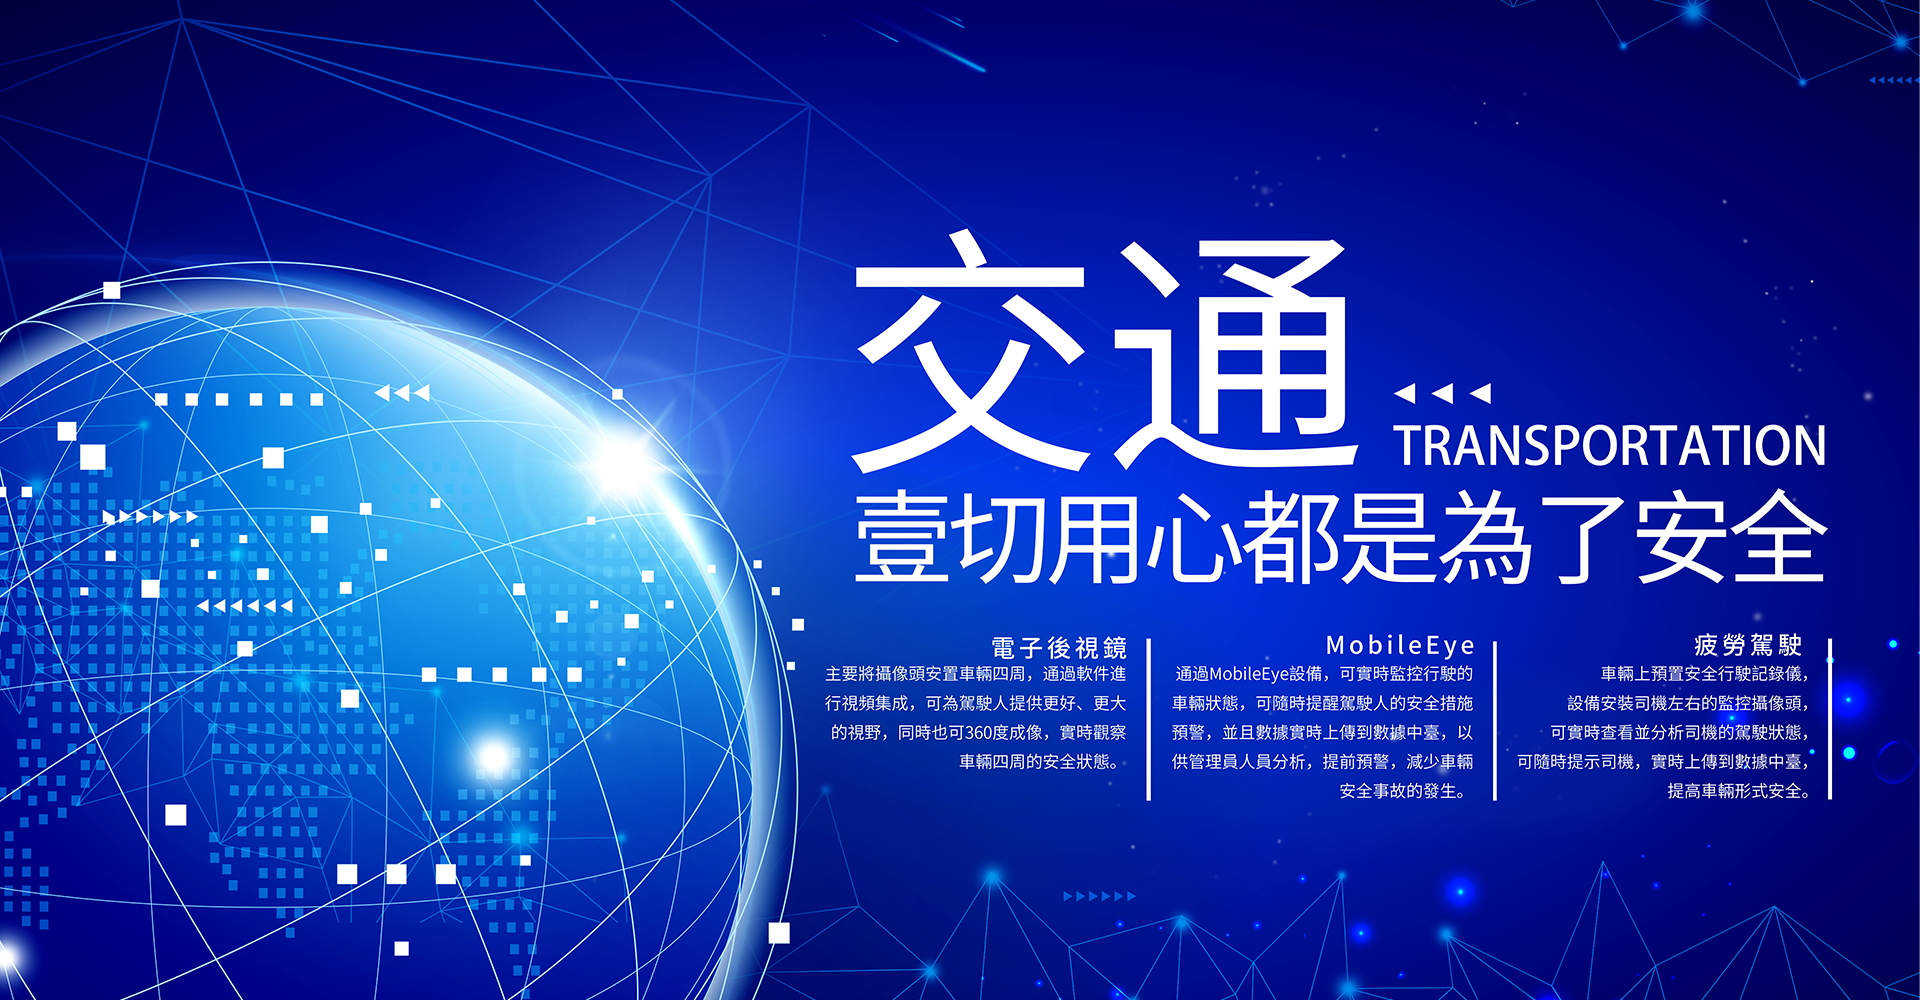 交通
TRANSPORTATION
壹切用心都是為了安全
電子後視鏡
主要將攝像頭安置車輛四周，通過軟件進
行視頻集成，可為駕駛人提供更好、更大
的視野，同時也可360度成像，實時觀察
車輛四周的安全狀態。
MobileEye
通過MobileEye設備，可實時監控行駛的
車輛狀態，可隨時提醒駕駛人的安全措施
預警，並且數據實時上傳到數據中臺，以
供管理員人員分析，提前預警，減少車輛
安全事故的發生。
疲勞駕駛
車輛上預置安全行駛記錄儀，
設備安裝司機左右的監控攝像頭，
可實時查看並分析司機的駕駛狀態，
可隨時提示司機，實時上傳到數據中臺，
提高車輛形式安全。